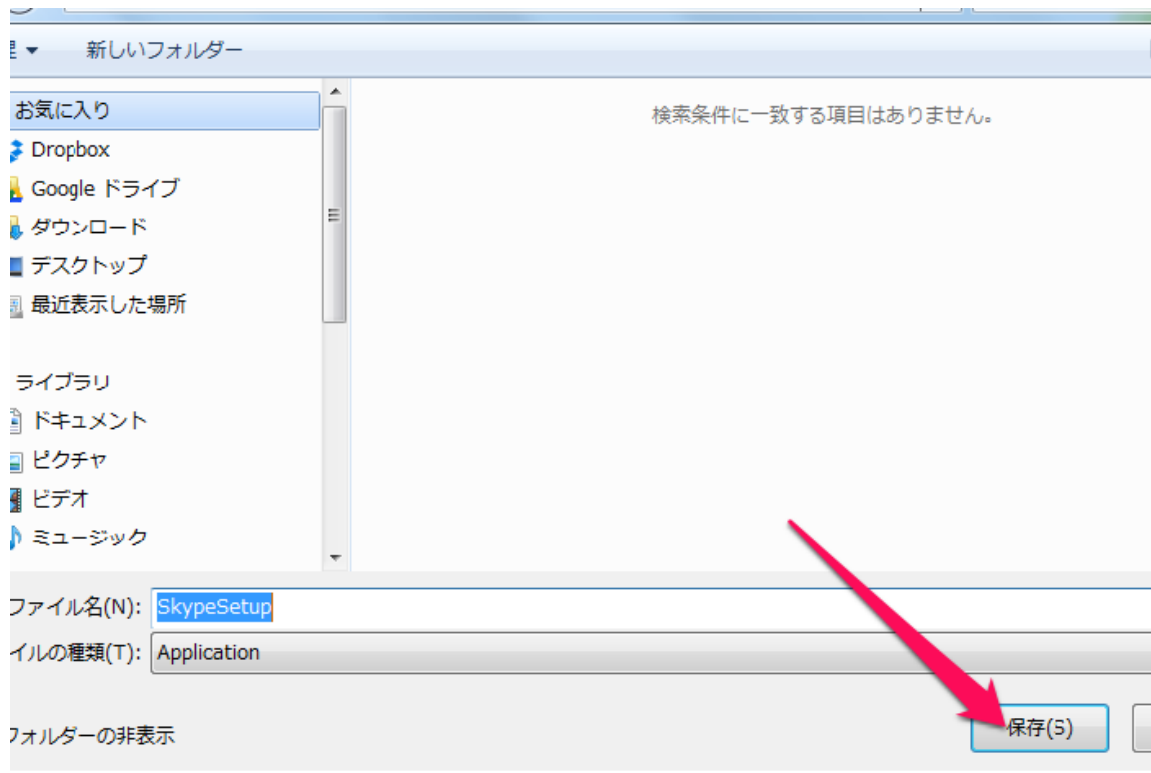 理 ▼ 新しいフォルダー
お気に入り
検索条件に一致する項目はありません。
Dropbox
Google ドライブ
ダウンロード
デスクトップ
最近表示した場所
ライブラリ
ドキュメント
ピクチャ
ビデオ
ミュージック
ファイル名(N): SkypeSetup
イルの種類(T): Application
フォルダーの非表示
保存(S)